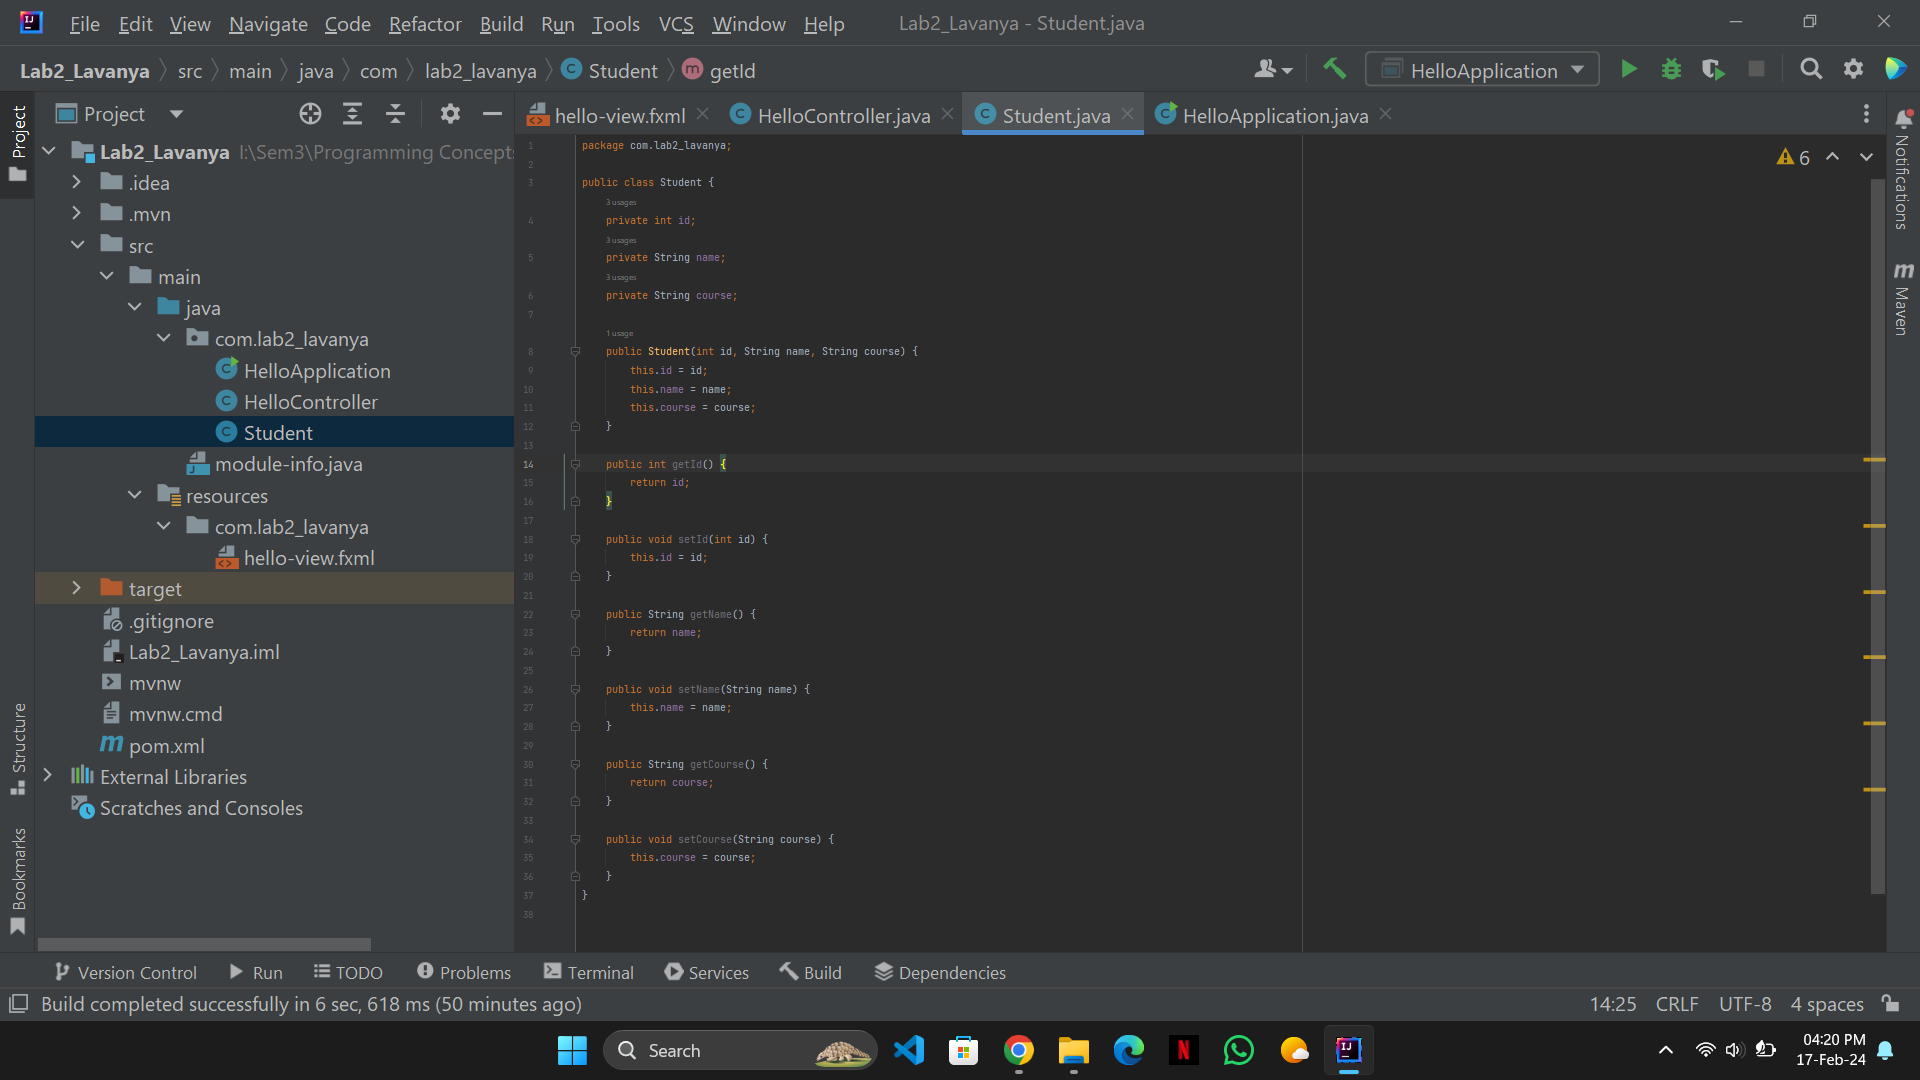 File Edit View Navigate Code Refactor Build Run Tools VCS Window Help Lab2_Lavanya - Student.java
Lab2_Lavanya src main java com lab2_lavanya Student getId HelloApplication
Project
hello-view.fxml HelloController.java Student.java HelloApplication.java
Project
Structure
Bookmarks
Lab2_Lavanya I:\Sem3\Programming Concepts
.idea
.mvn
src
main
java
com.lab2_lavanya
HelloApplication
HelloController
Student
module-info.java
resources
com.lab2_lavanya
hello-view.fxml
target
.gitignore
Lab2_Lavanya.iml
mvnw
mvnw.cmd
pom.xml
External Libraries
Scratches and Consoles
1 package com.lab2_lavanya;
2
3 public class Student {
3 usages
4 private int id;
3 usages
5 private String name;
3 usages
6 private String course;
7
1 usage
8 public Student(int id, String name, String course) {
9 this.id = id;
10 this.name = name;
11 this.course = course;
12 }
13
14 public int getId() {
15 return id;
16 }
17
18 public void setId(int id) {
19 this.id = id;
20 }
21
22 public String getName() {
23 return name;
24 }
25
26 public void setName(String name) {
27 this.name = name;
28 }
29
30 public String getCourse() {
31 return course;
32 }
33
34 public void setCourse(String course) {
35 this.course = course;
36 }
37 }
38
6
Notifications
Maven
Version Control Run TODO Problems Terminal Services Build Dependencies
Build completed successfully in 6 sec, 618 ms (50 minutes ago) 14:25 CRLF UTF-8 4 spaces
Search
04:20 PM
17-Feb-24